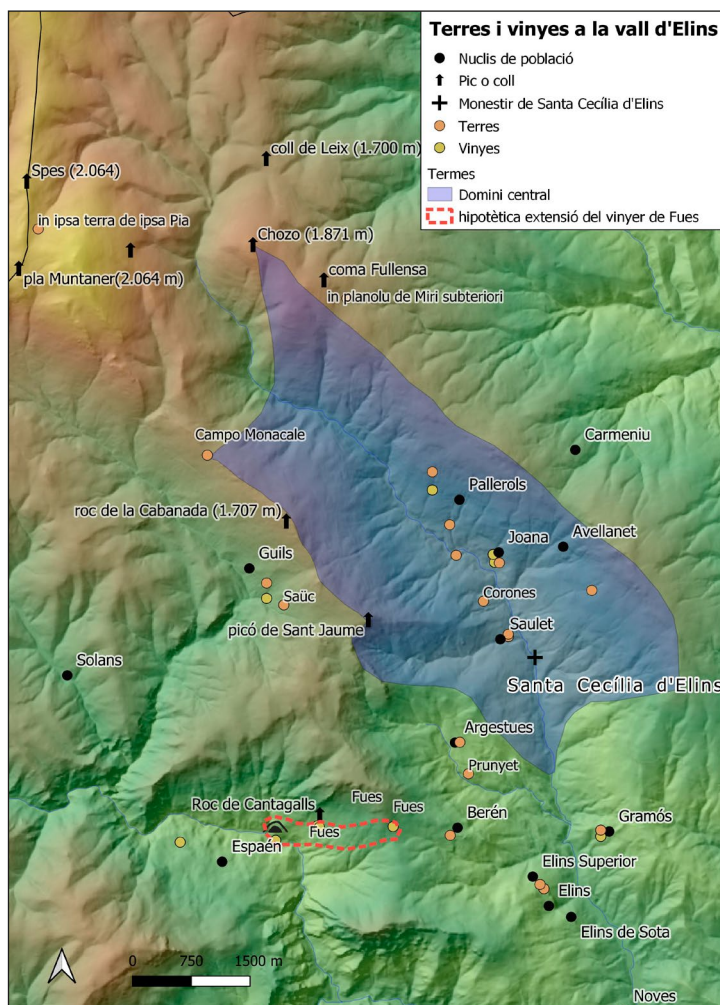 Terres i vinyes a la vall d'Elins
Nuclis de població
Pic o coll
Monestir de Santa Cecília d'Elins
Terres
Vinyes
Termes
Domini central
hipotètica extensió del vinyer de Fues
coll de Leix (1.700 m)
Spes (2.064)
in ipsa terra de ipsa Pia
Chozo (1.871 m)
coma Fullensa
pla Muntaner(2.064 m)
in planolu de Miri subteriori
Campo Monacale
Carmeniu
Pallerols
roc de la Cabanada (1.707 m)
Joana
Avellanet
Guils
Saüc
Corones
picó de Sant Jaume
Saulet
Solans
Santa Cecília d'Elins
Argestues
Prunyet
Fues
Roc de Cantagalls
Fues
Berén
Gramós
Fues
Espaén
Elins Superior
Elins
Elins de Sota
0 750 1500 m
Noves